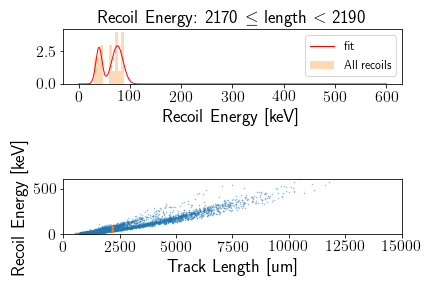 Recoil Energy: 2170 ≤ length < 2190
2.5
0.0
fit
All recoils
0 100 200 300 400 500 600
Recoil Energy [keV]
Recoil Energy [keV]
500
0
0 2500 5000 7500 10000 12500 15000
Track Length [um]